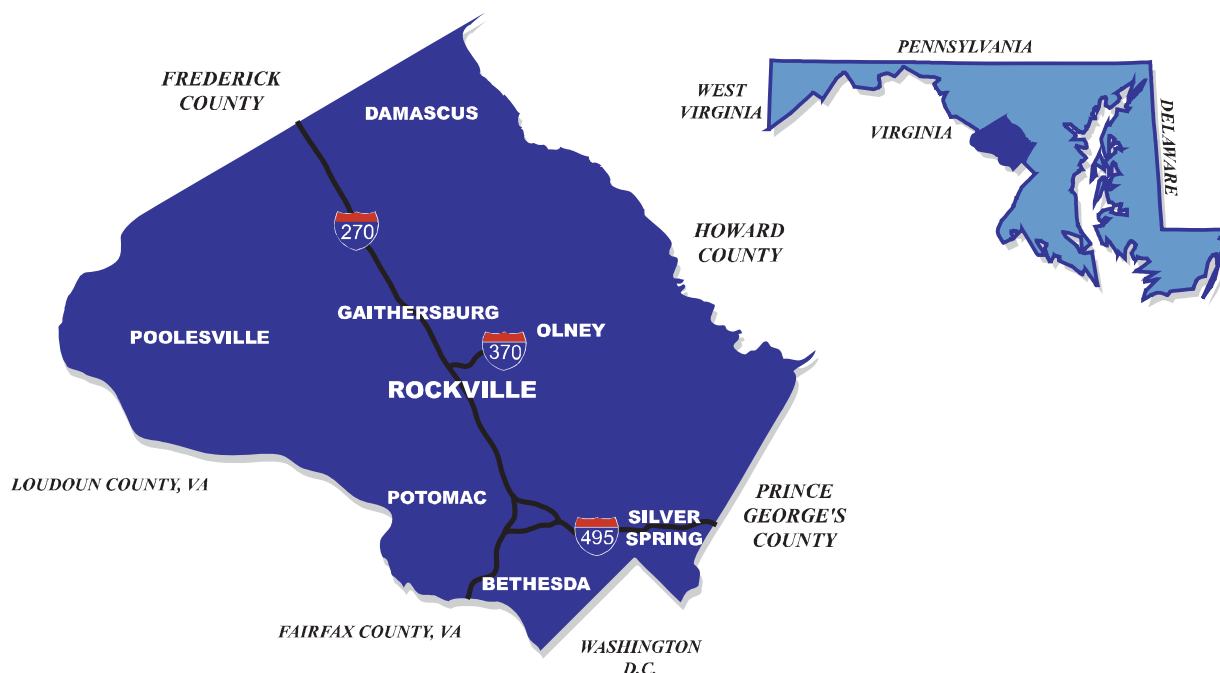 PENNSYLVANIA
FREDERICK
COUNTY
WEST
VIRGINIA
DAMASCUS
DELAWARE
VIRGINIA
270
HOWARD
COUNTY
GAITHERSBURG
OLNEY
POOLESVILLE
370
ROCKVILLE
LOUDOUN COUNTY, VA
POTOMAC
PRINCE
GEORGE'S
COUNTY
SILVER
SPRING
495
BETHESDA
FAIRFAX COUNTY, VA
WASHINGTON
D.C.